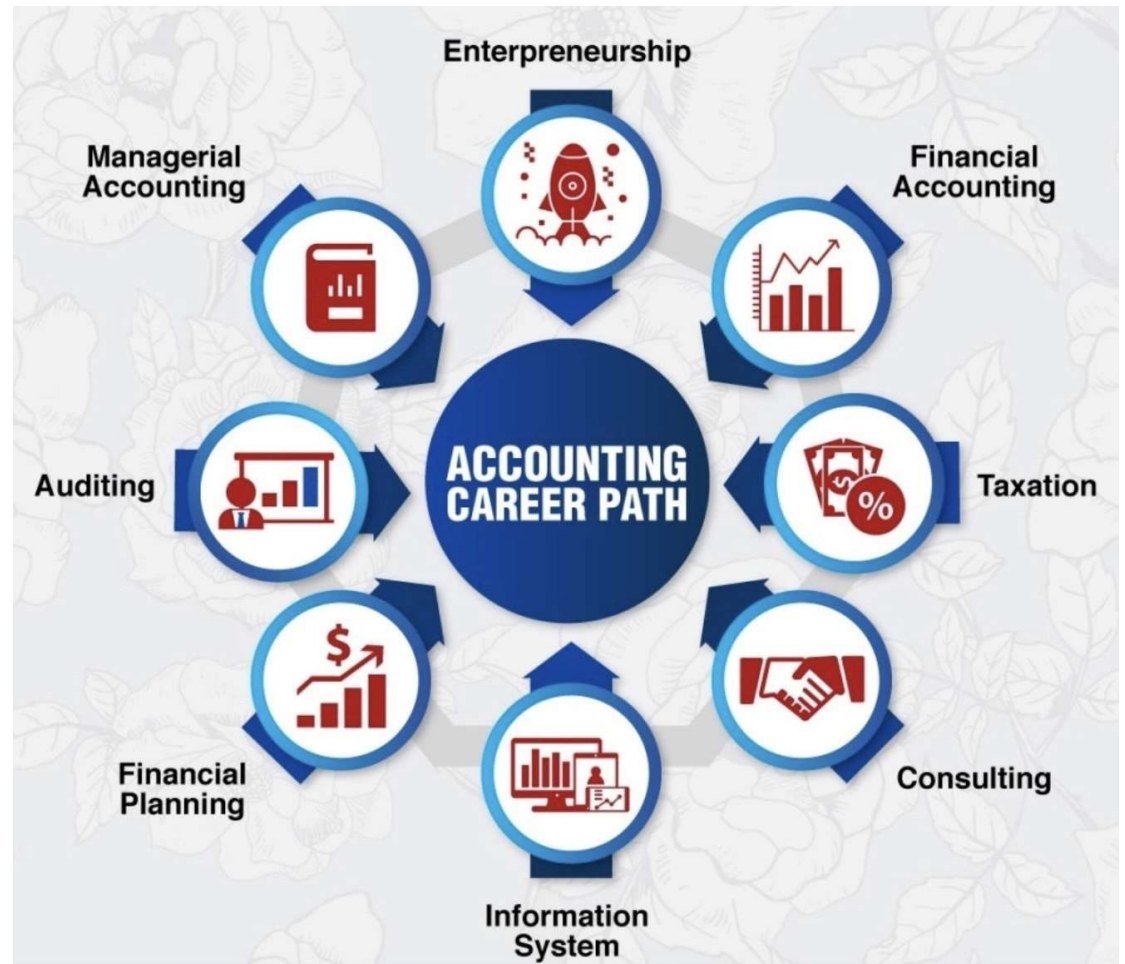 Enterpreneurship
Managerial
Accounting
Financial
Accounting
ACCOUNTING
CAREER PATH
Auditing
Taxation
%
$
$
Financial
Planning
Consulting
Information
System